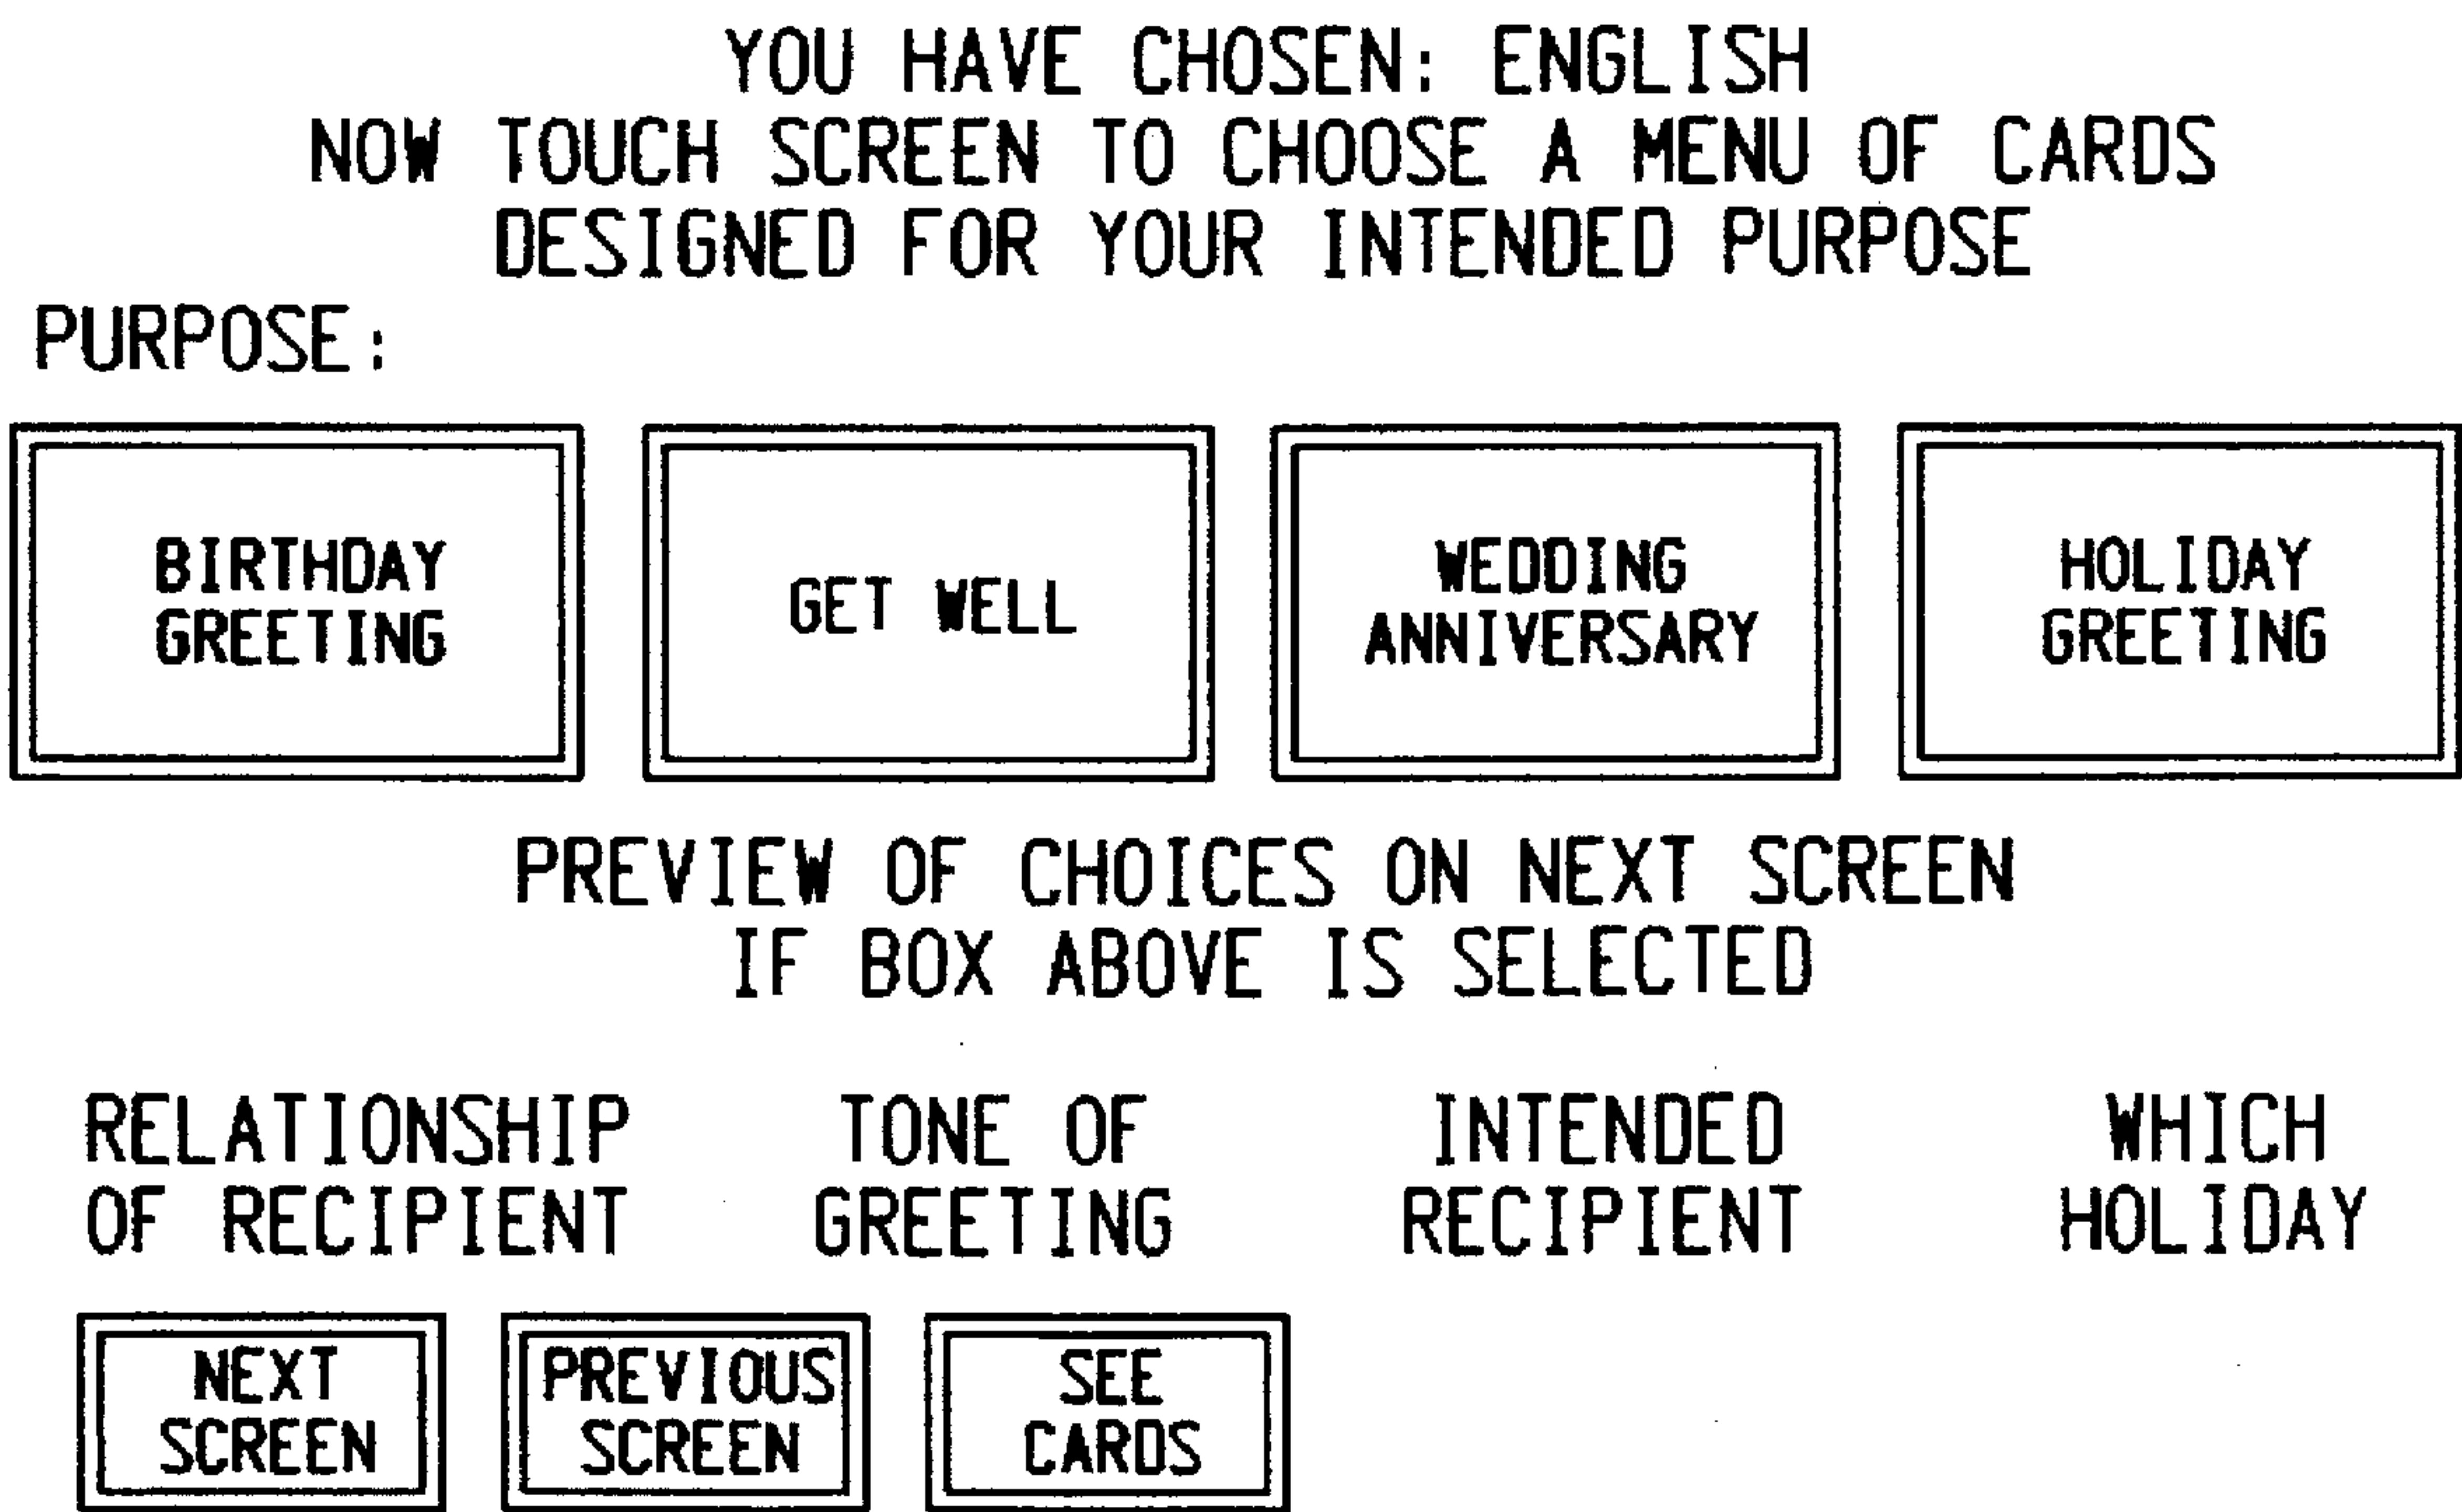 YOU HAVE CHOSEN: ENGLISH
NOW TOUCH SCREEN TO CHOOSE A MENU OF CARDS
DESIGNED FOR YOUR INTENDED PURPOSE
PURPOSE:
BIRTHDAY
GREETING
GET WELL
WEDDING
ANNIVERSARY
HOLIDAY
GREETING
PREVIEW OF CHOICES ON NEXT SCREEN
IF BOX ABOVE IS SELECTED
RELATIONSHIP
OF RECIPIENT
TONE OF
GREETING
INTENDED
RECIPIENT
WHICH
HOLIDAY
NEXT
SCREEN
PREVIOUS
SCREEN
SEE
CARDS